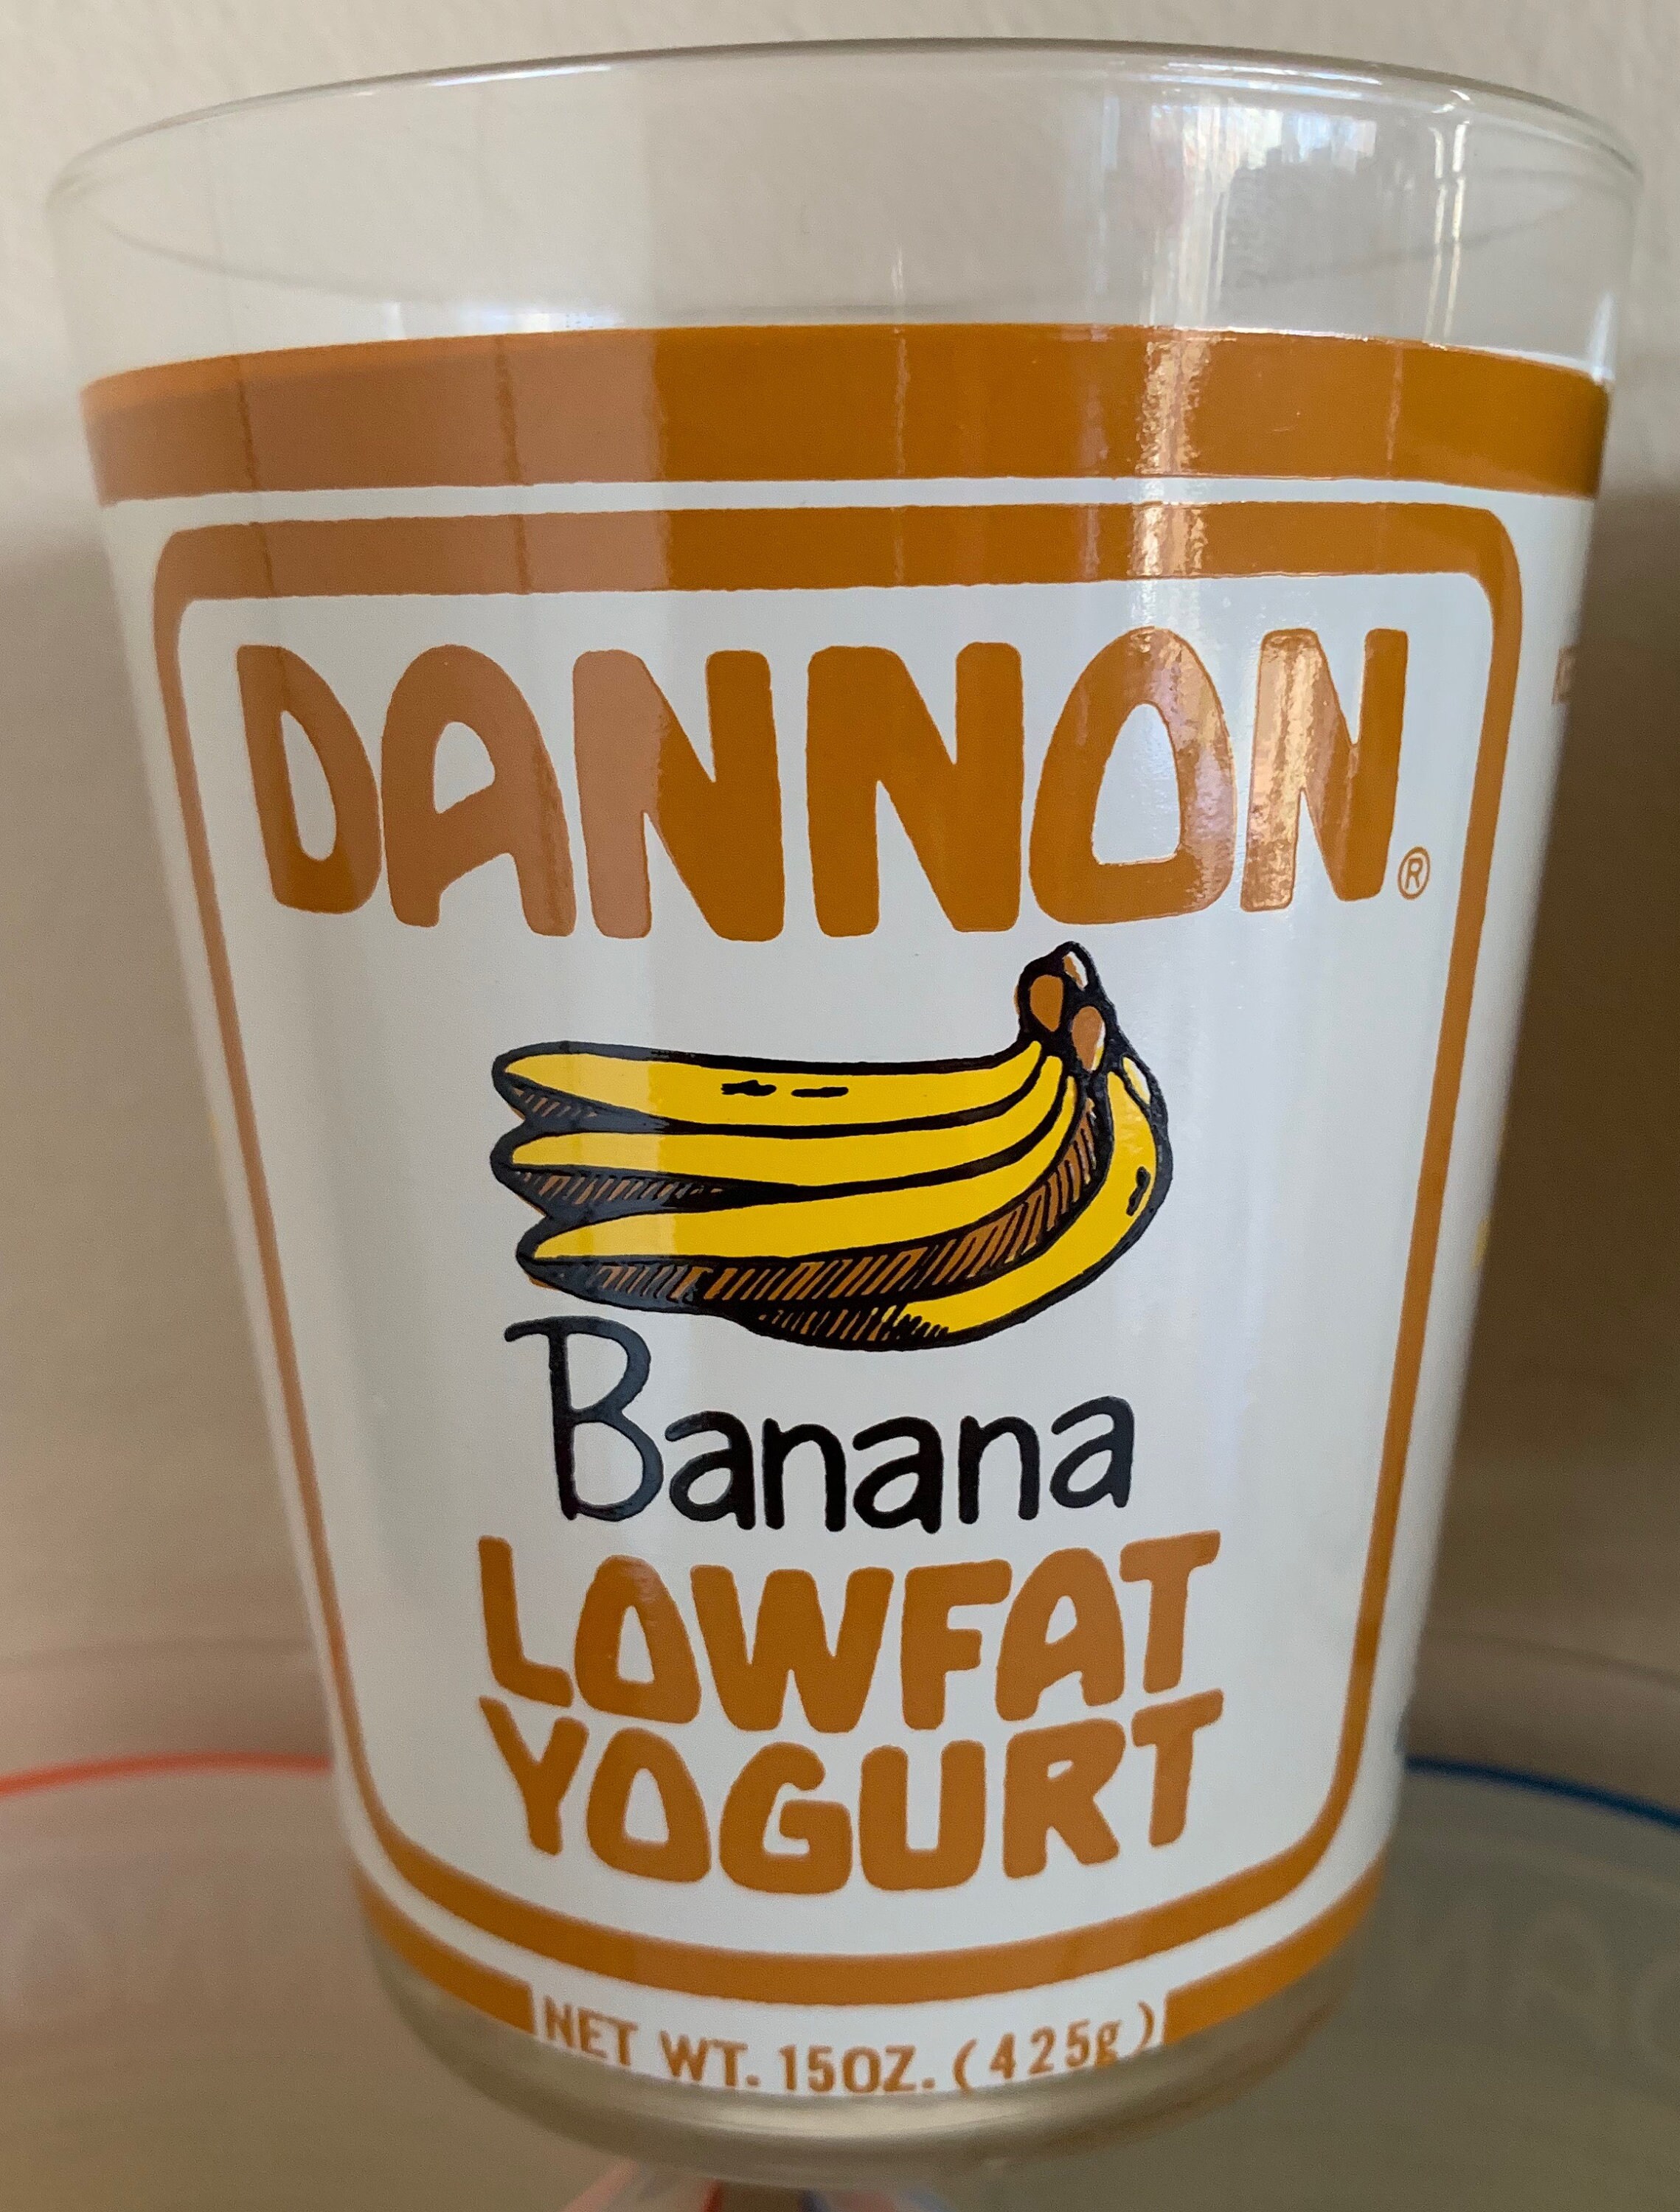 DANNON®
Banana
LOWFAT
YOGURT
NET WT. 15OZ. (425g)